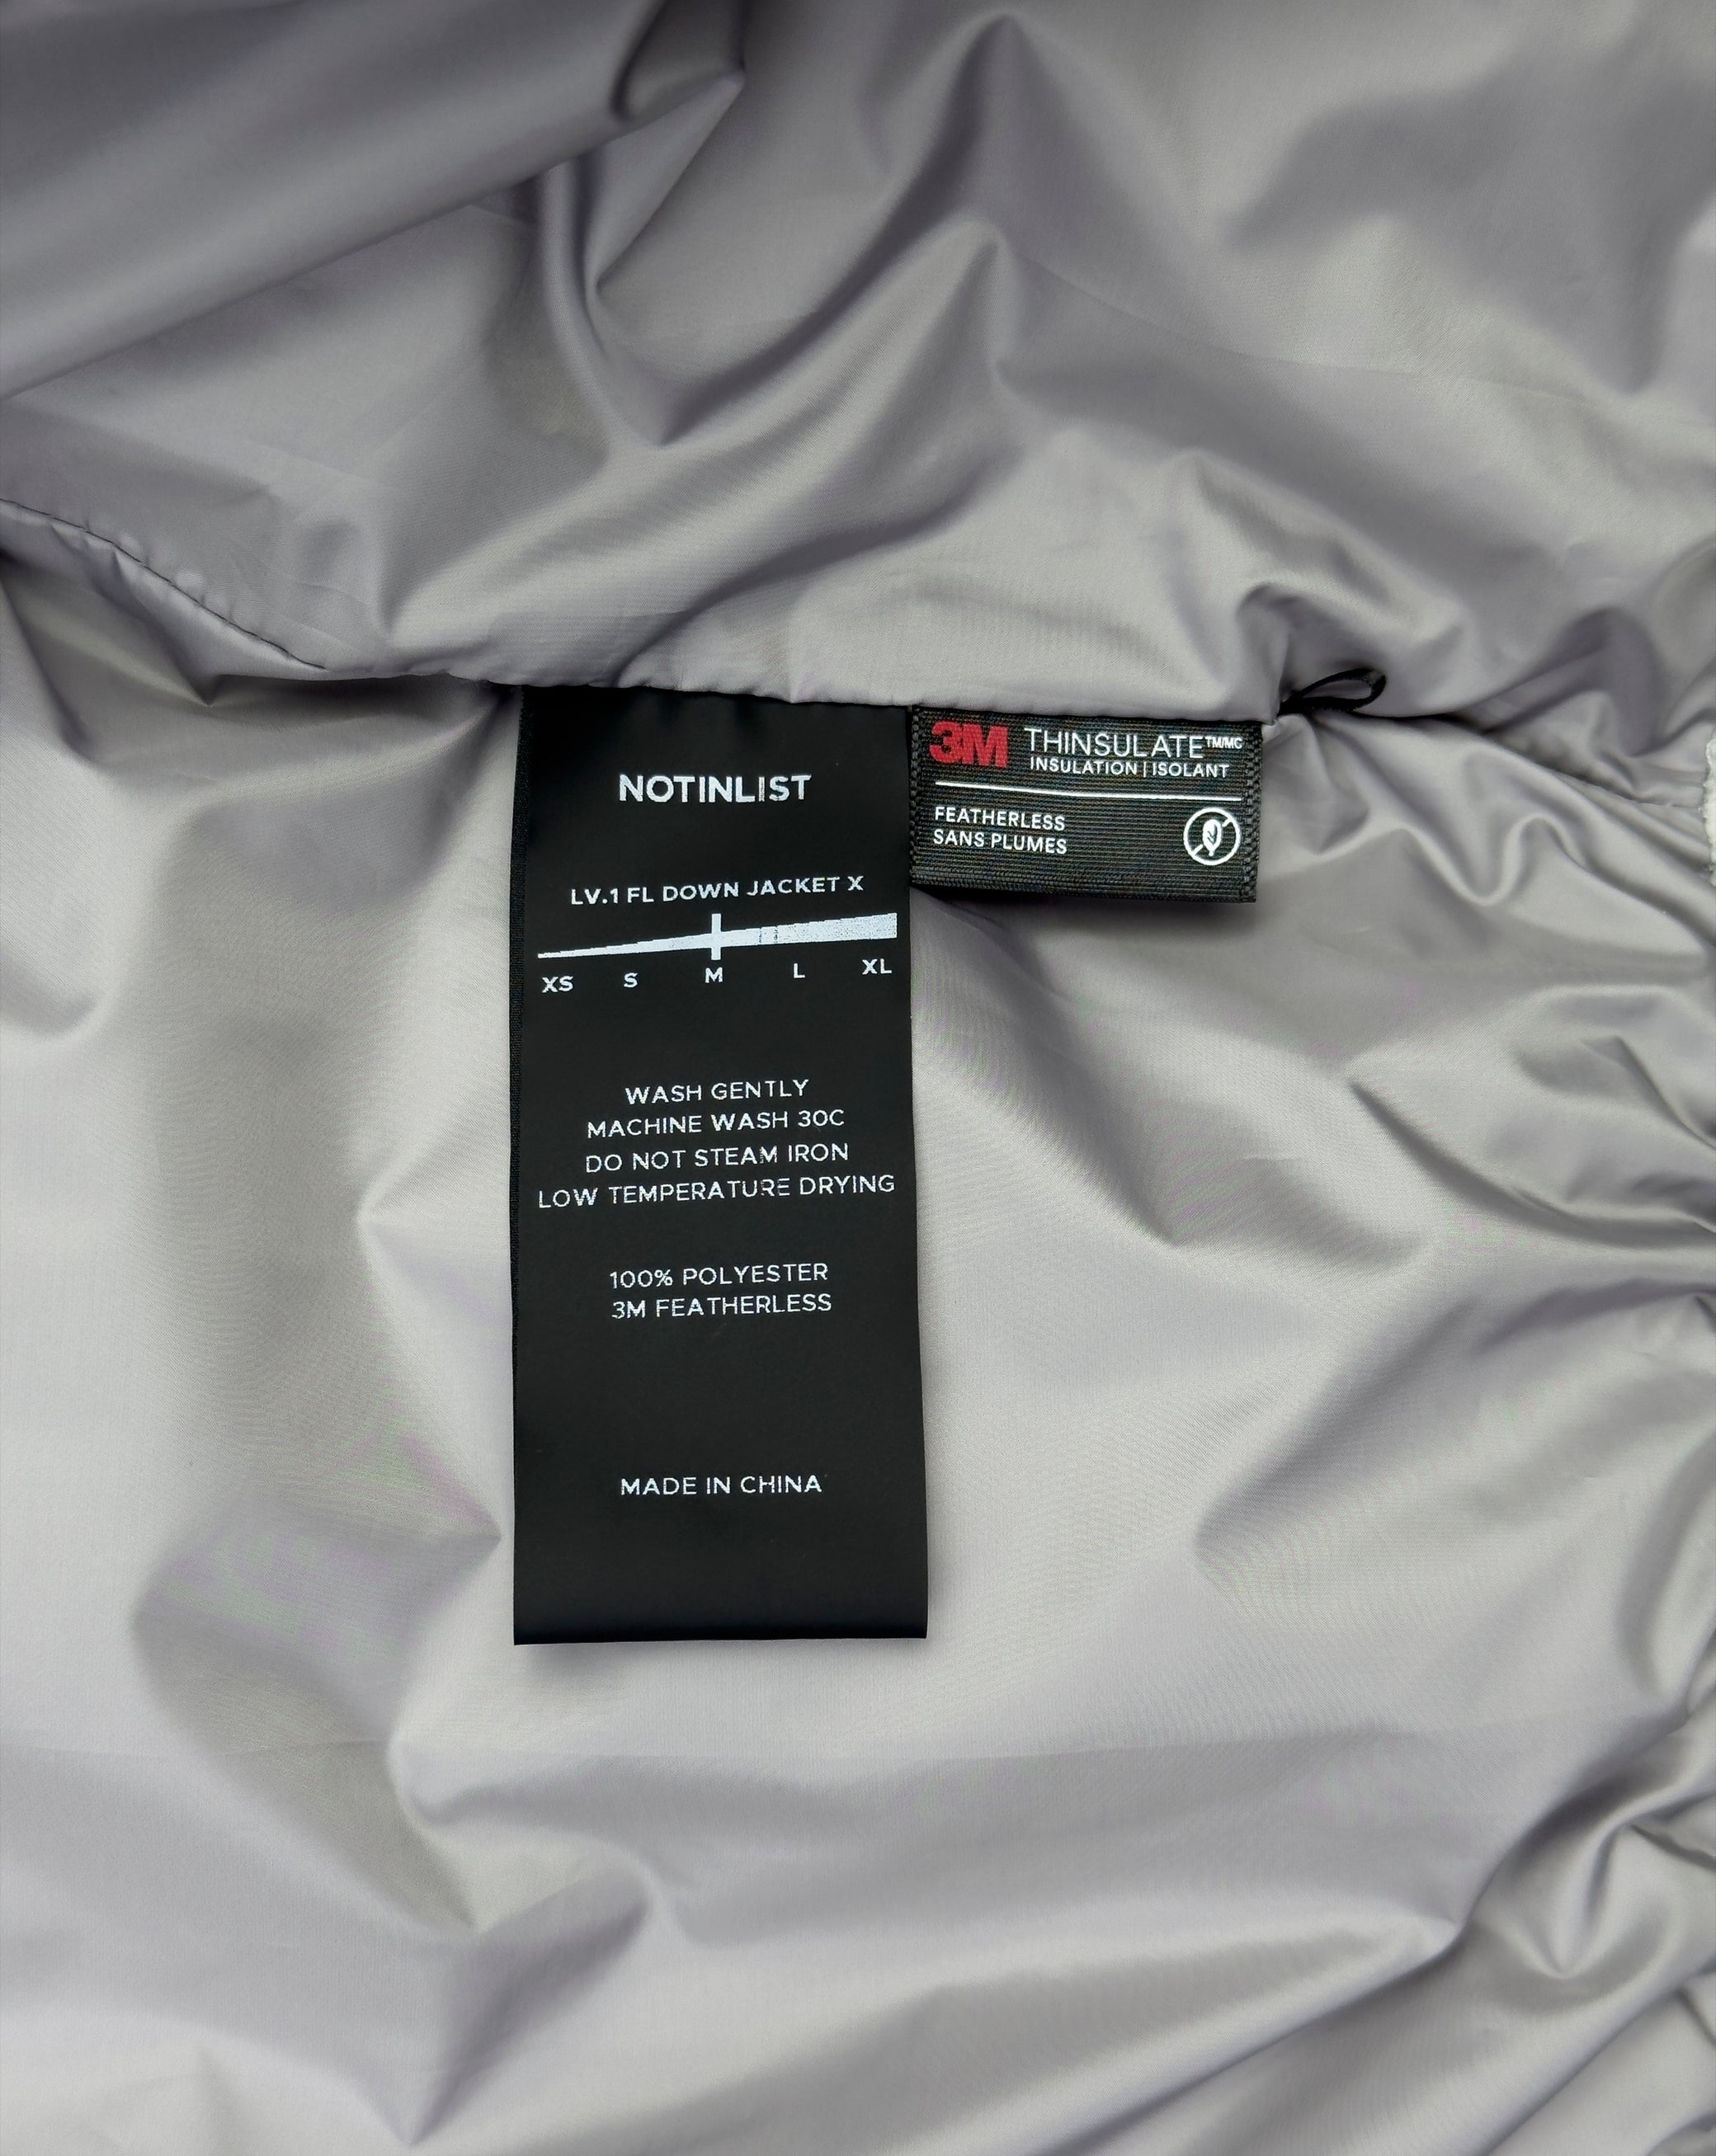 NOTINLIST
LV.1 FL DOWN JACKET X
XS S M L XL
WASH GENTLY
MACHINE WASH 30C
DO NOT STEAM IRON
LOW TEMPERATURE DRYING
100% POLYESTER
3M FEATHERLESS
MADE IN CHINA
3M THINSULATE™/MC
INSULATION | ISOLANT
FEATHERLESS
SANS PLUMES